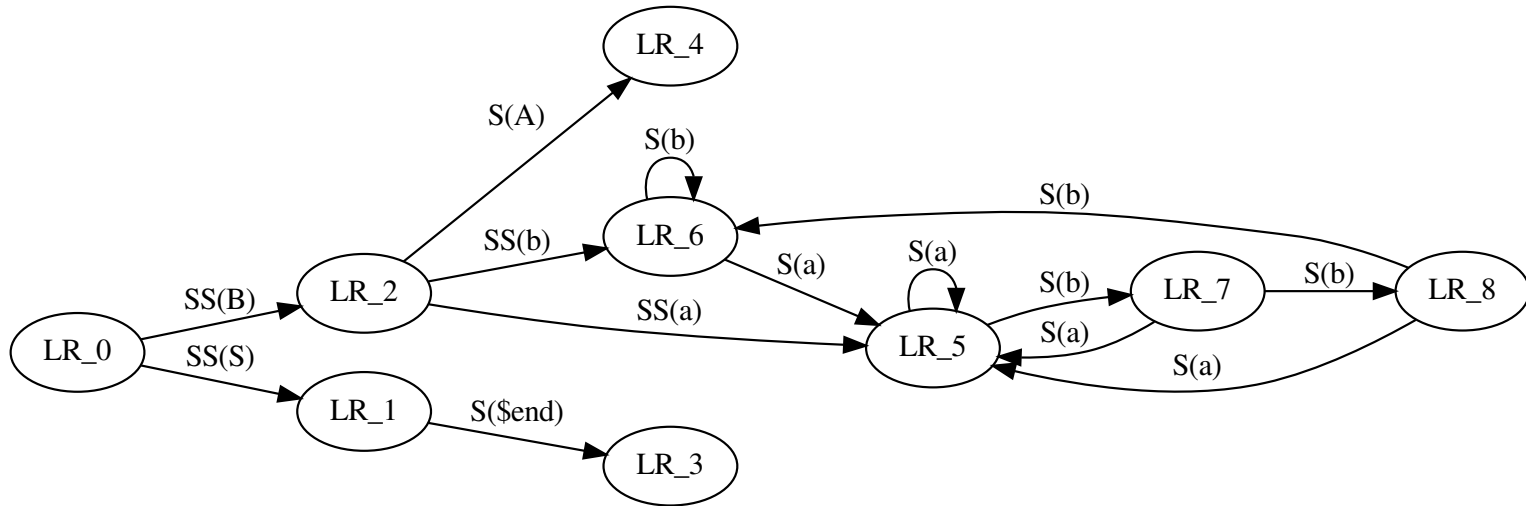 LR_4
S(A)
S(b)
S(b)
LR_6
SS(b)
S(a)
S(a)
LR_7
S(b)
LR_8
S(b)
LR_2
SS(B)
SS(a)
S(a)
LR_5
LR_0
S(a)
SS(S)
LR_1
S($end)
LR_3